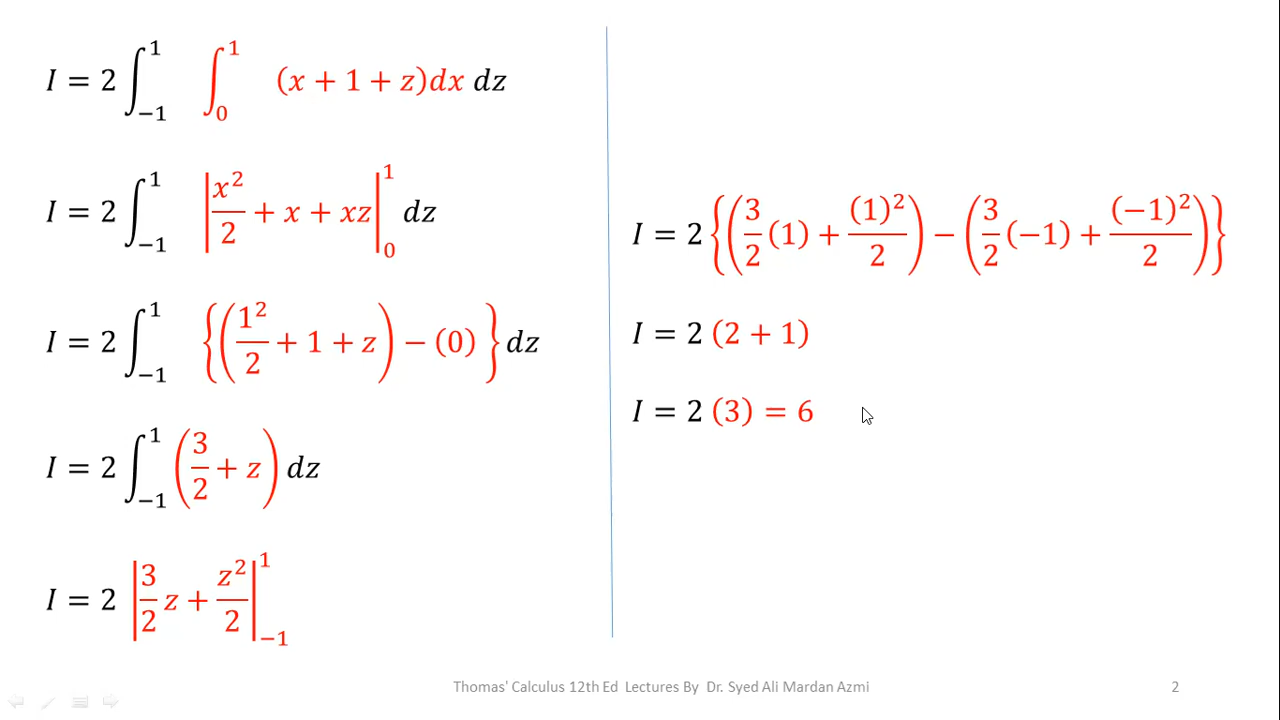 I = 2 ∫_{−1}^{1} ∫_{0}^{1} (x + 1 + z)dx dz
I = 2 ∫_{−1}^{1} |x²/2 + x + xz|_{0}^{1} dz
I = 2 ∫_{−1}^{1} {(1²/2 + 1 + z) − (0)} dz
I = 2 ∫_{−1}^{1} (3/2 + z) dz
I = 2 |3/2 z + z²/2|_{−1}^{1}
I = 2 {(3/2 (1) + (1)²/2) − (3/2 (−1) + (−1)²/2)}
I = 2 (2 + 1)
I = 2 (3) = 6
Thomas' Calculus 12th Ed Lectures By Dr. Syed Ali Mardan Azmi
2